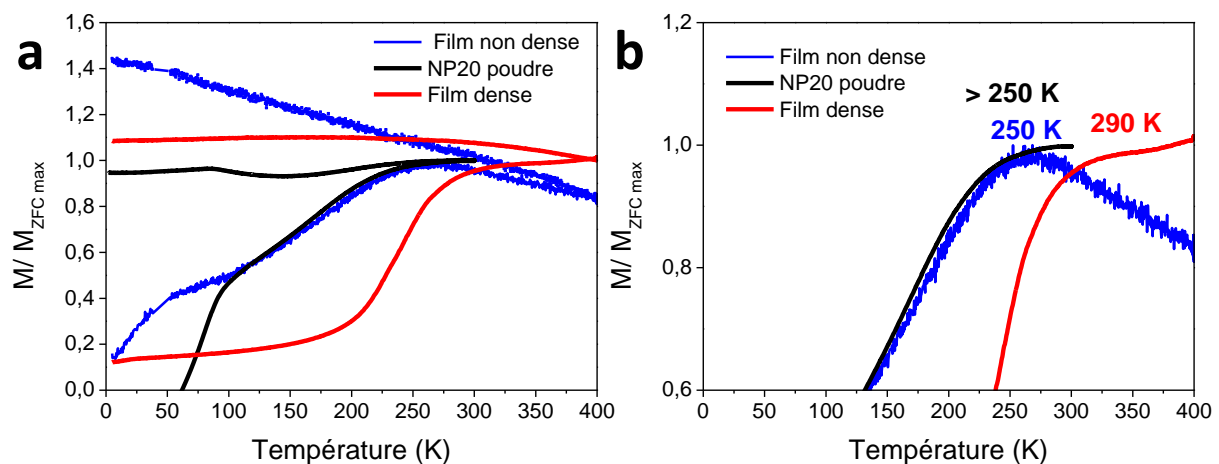 a
1,6
1,4
1,2
1,0
0,8
0,6
0,4
0,2
0,0
M/ M ZFC max
0 50 100 150 200 250 300 350 400
Température (K)
Film non dense
NP20 poudre
Film dense
b
1,2
1,0
0,8
0,6
M/ M ZFC max
0 50 100 150 200 250 300 350 400
Température (K)
Film non dense
NP20 poudre
Film dense
> 250 K
250 K
290 K